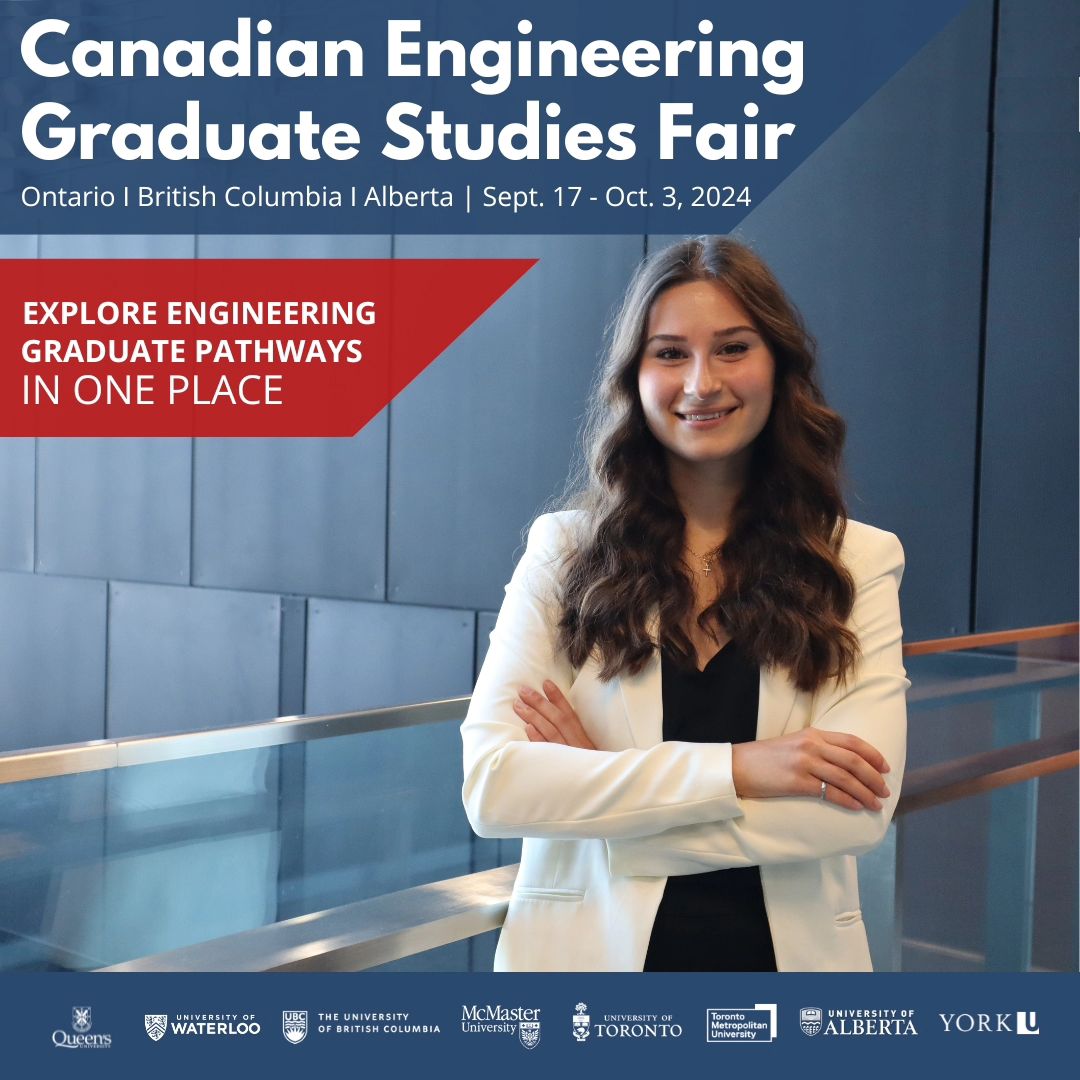 Canadian Engineering
Graduate Studies Fair
Ontario I British Columbia I Alberta | Sept. 17 - Oct. 3, 2024
EXPLORE ENGINEERING
GRADUATE PATHWAYS
IN ONE PLACE
Queen's
UNIVERSITY
UNIVERSITY OF
WATERLOO
UBC
THE UNIVERSITY
OF BRITISH COLUMBIA
McMaster
University
UNIVERSITY OF
TORONTO
Toronto
Metropolitan
University
UNIVERSITY OF
ALBERTA
YORK U